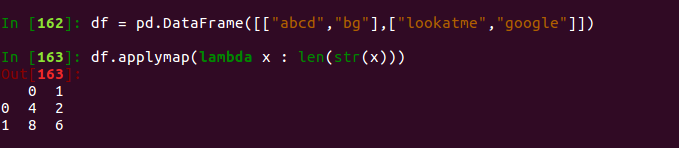 In [162]: df = pd.DataFrame([["abcd","bg"],["lookatme","google"]])
In [163]: df.applymap(lambda x : len(str(x)))
Out[163]:
   0  1
0  4  2
1  8  6